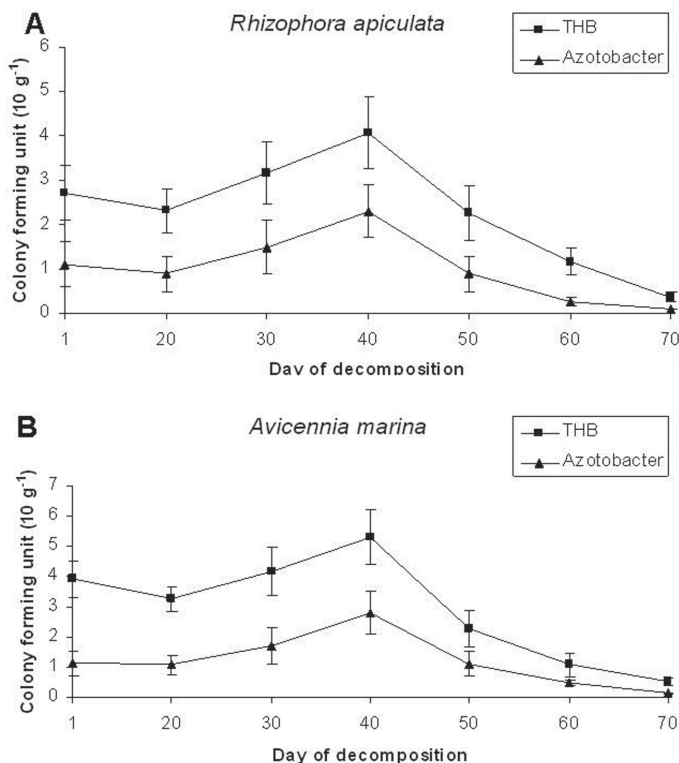 A
Rhizophora apiculata
THB
Azotobacter
Colony forming unit (10 g-1)
6
5
4
3
2
1
0
1 20 30 40 50 60 70
Day of decomposition
B
Avicennia marina
THB
Azotobacter
Colony forming unit (10 g-1)
7
6
5
4
3
2
1
0
1 20 30 40 50 60 70
Day of decomposition